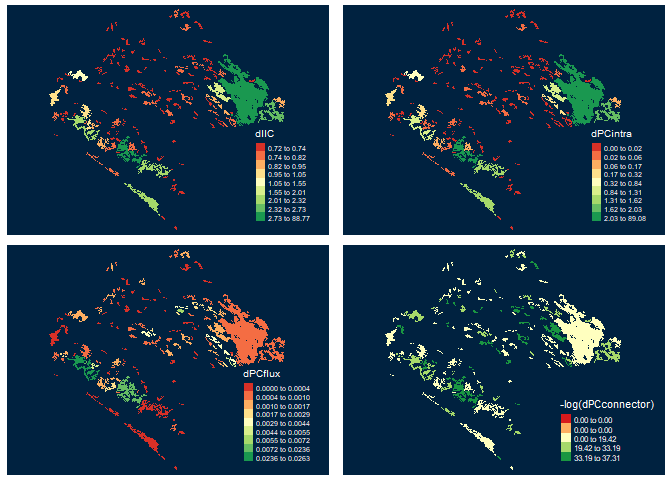 dIIC
0.72 to 0.74
0.74 to 0.82
0.82 to 0.95
0.95 to 1.05
1.05 to 1.55
1.55 to 2.01
2.01 to 2.32
2.32 to 2.73
2.73 to 88.77
dPCintra
0.00 to 0.02
0.02 to 0.06
0.06 to 0.17
0.17 to 0.32
0.32 to 0.84
0.84 to 1.31
1.31 to 1.62
1.62 to 2.03
2.03 to 89.08
dPCflux
0.0000 to 0.0004
0.0004 to 0.0010
0.0010 to 0.0017
0.0017 to 0.0029
0.0029 to 0.0044
0.0044 to 0.0055
0.0055 to 0.0072
0.0072 to 0.0236
0.0236 to 0.0263
-log(dPCconnector)
0.00 to 0.00
0.00 to 0.00
0.00 to 19.42
19.42 to 33.19
33.19 to 37.31